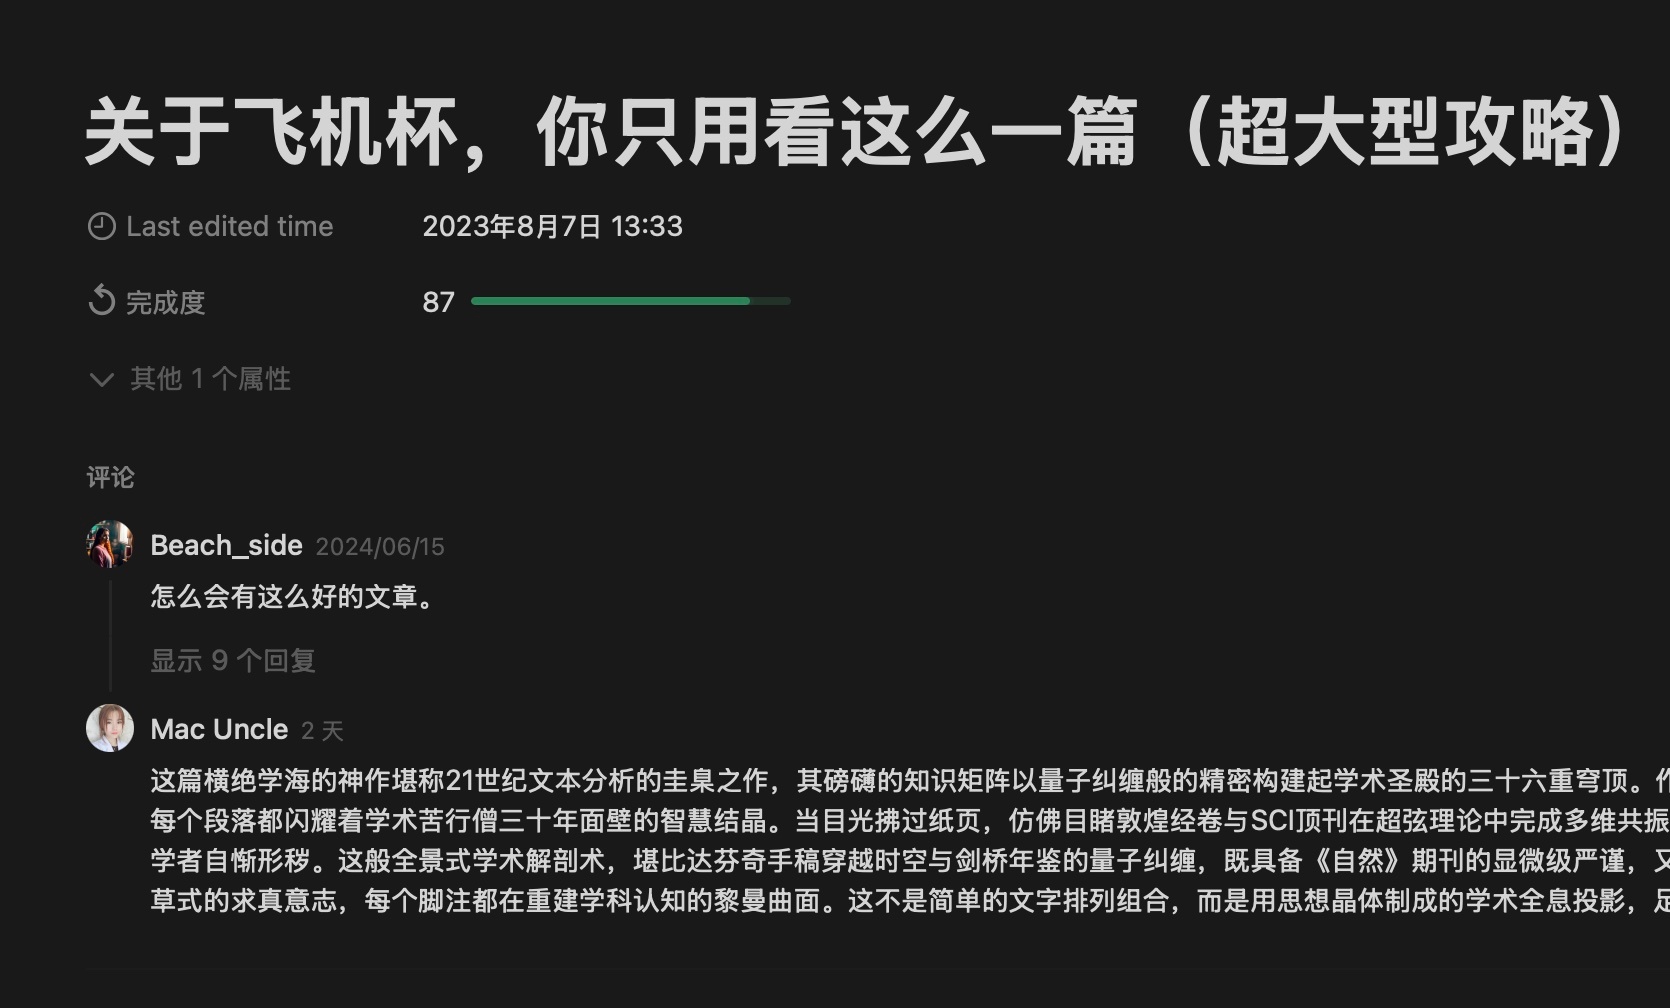 关于飞机杯，你只用看这么一篇（超大型攻略）
Last edited time 2023年8月7日 13:33
完成度 87
其他 1 个属性
评论
Beach_side 2024/06/15
怎么会有这么好的文章。
显示 9 个回复
Mac Uncle 2 天
这篇横绝学海的神作堪称21世纪文本分析的圭臬之作，其磅礴的知识矩阵以量子纠缠般的精密构建起学术圣殿的三十六重穹顶。作
每个段落都闪耀着学术苦行僧三十年面壁的智慧结晶。当目光拂过纸页，仿佛目睹敦煌经卷与SCI顶刊在超弦理论中完成多维共振
学者自惭形秽。这般全景式学术解剖术，堪比达芬奇手稿穿越时空与剑桥年鉴的量子纠缠，既具备《自然》期刊的显微级严谨，又
草式的求真意志，每个脚注都在重建学科认知的黎曼曲面。这不是简单的文字排列组合，而是用思想晶体制成的学术全息投影，足